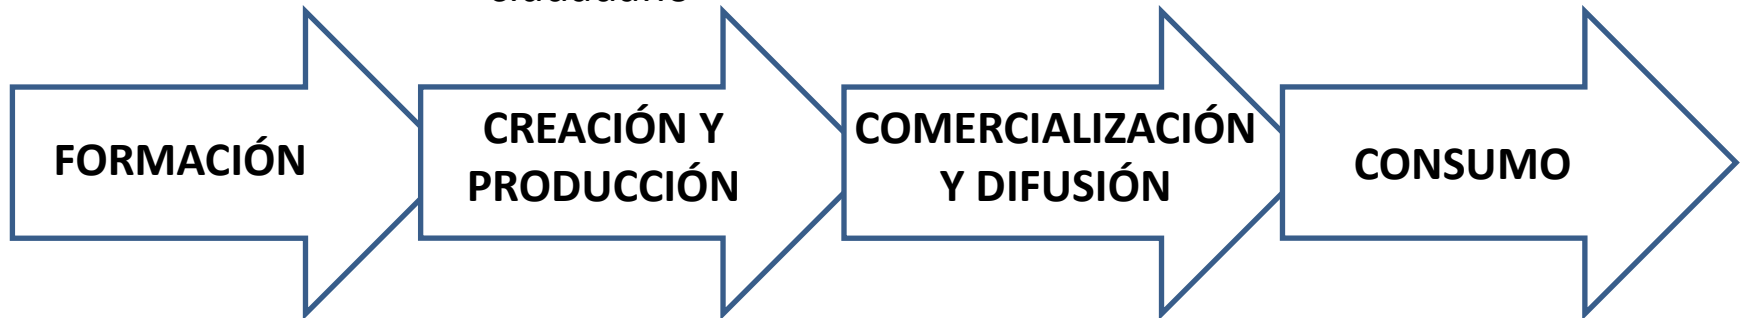 FORMACIÓN
CREACIÓN Y
PRODUCCIÓN
COMERCIALIZACIÓN
Y DIFUSIÓN
CONSUMO